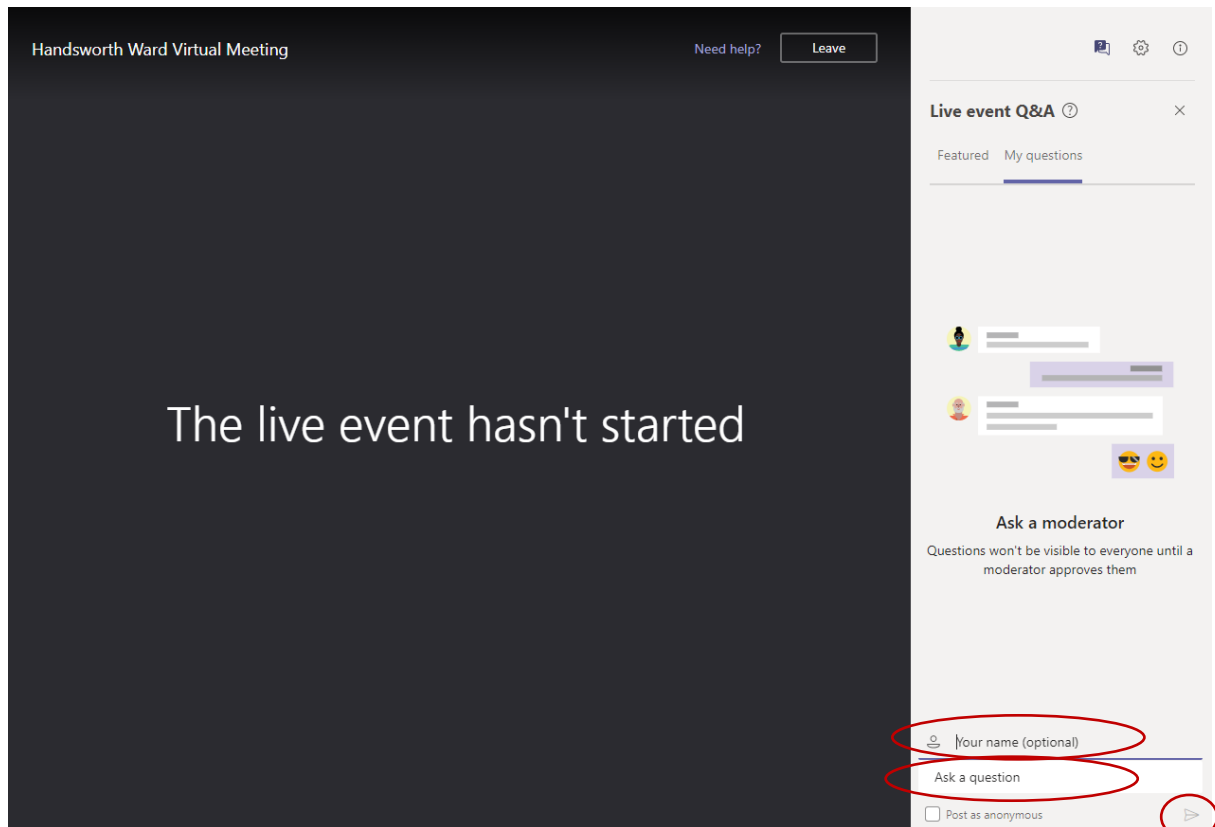 Handsworth Ward Virtual Meeting
Need help?
Leave
Live event Q&A
Featured
My questions
The live event hasn't started
Ask a moderator
Questions won't be visible to everyone until a
moderator approves them
Your name (optional)
Ask a question
Post as anonymous